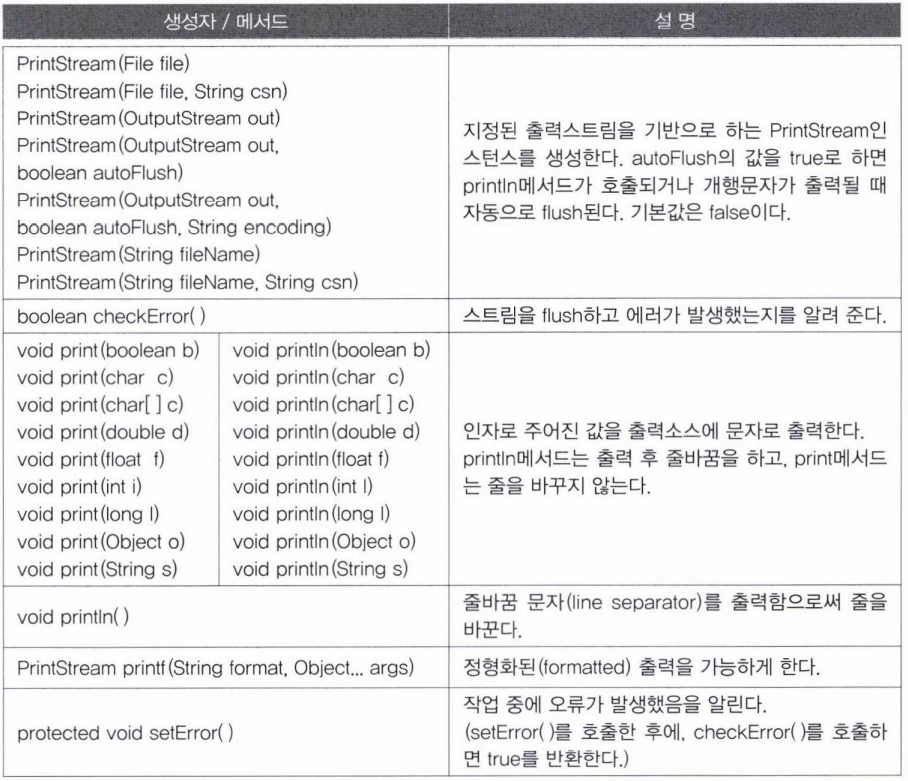 생성자 / 메서드
설 명
PrintStream(File file)
PrintStream(File file, String csn)
PrintStream(OutputStream out)
PrintStream(OutputStream out,
boolean autoFlush)
PrintStream(OutputStream out,
boolean autoFlush, String encoding)
PrintStream(String fileName)
PrintStream(String fileName, String csn)
지정된 출력스트림을 기반으로 하는 PrintStream인
스턴스를 생성한다. autoFlush의 값을 true로 하면
println메서드가 호출되거나 개행문자가 출력될 때
자동으로 flush된다. 기본값은 false이다.
boolean checkError( )
스트림을 flush하고 에러가 발생했는지를 알려 준다.
void print(boolean b)
void print(char c)
void print(char[ ] c)
void print(double d)
void print(float f)
void print(int i)
void print(long l)
void print(Object o)
void print(String s)
void println(boolean b)
void println(char c)
void println(char[ ] c)
void println(double d)
void println(float f)
void println(int l)
void println(long l)
void println(Object o)
void println(String s)
인자로 주어진 값을 출력소스에 문자로 출력한다.
println메서드는 출력 후 줄바꿈을 하고, print메서드
는 줄을 바꾸지 않는다.
void println( )
줄바꿈 문자(line separator)를 출력함으로써 줄을
바꾼다.
PrintStream printf(String format, Object... args)
정형화된(formatted) 출력을 가능하게 한다.
protected void setError( )
작업 중에 오류가 발생했음을 알린다.
(setError( )를 호출한 후에, checkError( )를 호출하
면 true를 반환한다.)